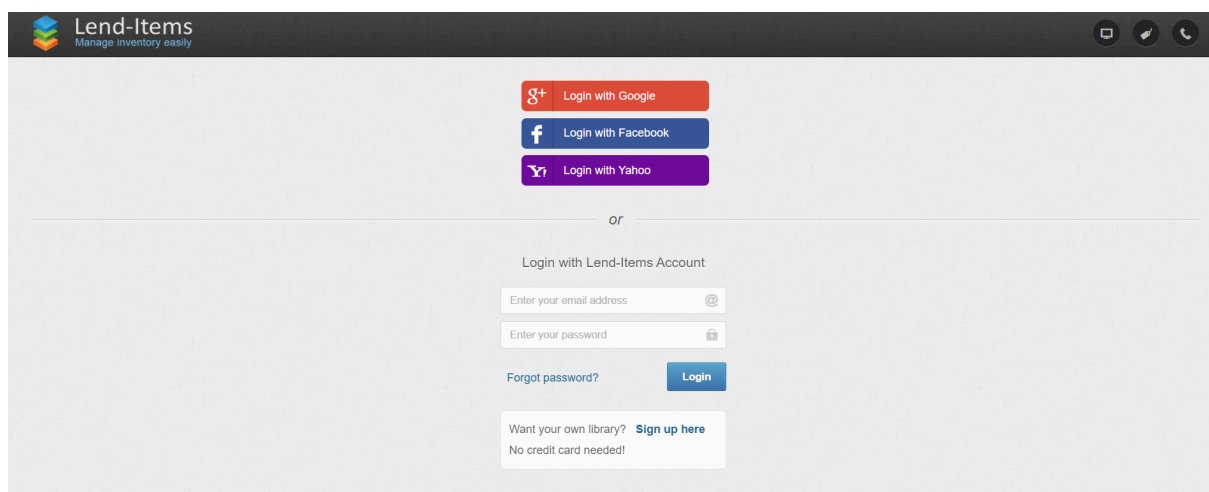 Lend-Items
Manage inventory easily
g+ Login with Google
f Login with Facebook
Y! Login with Yahoo
or
Login with Lend-Items Account
Enter your email address @
Enter your password
Forgot password? Login
Want your own library? Sign up here
No credit card needed!